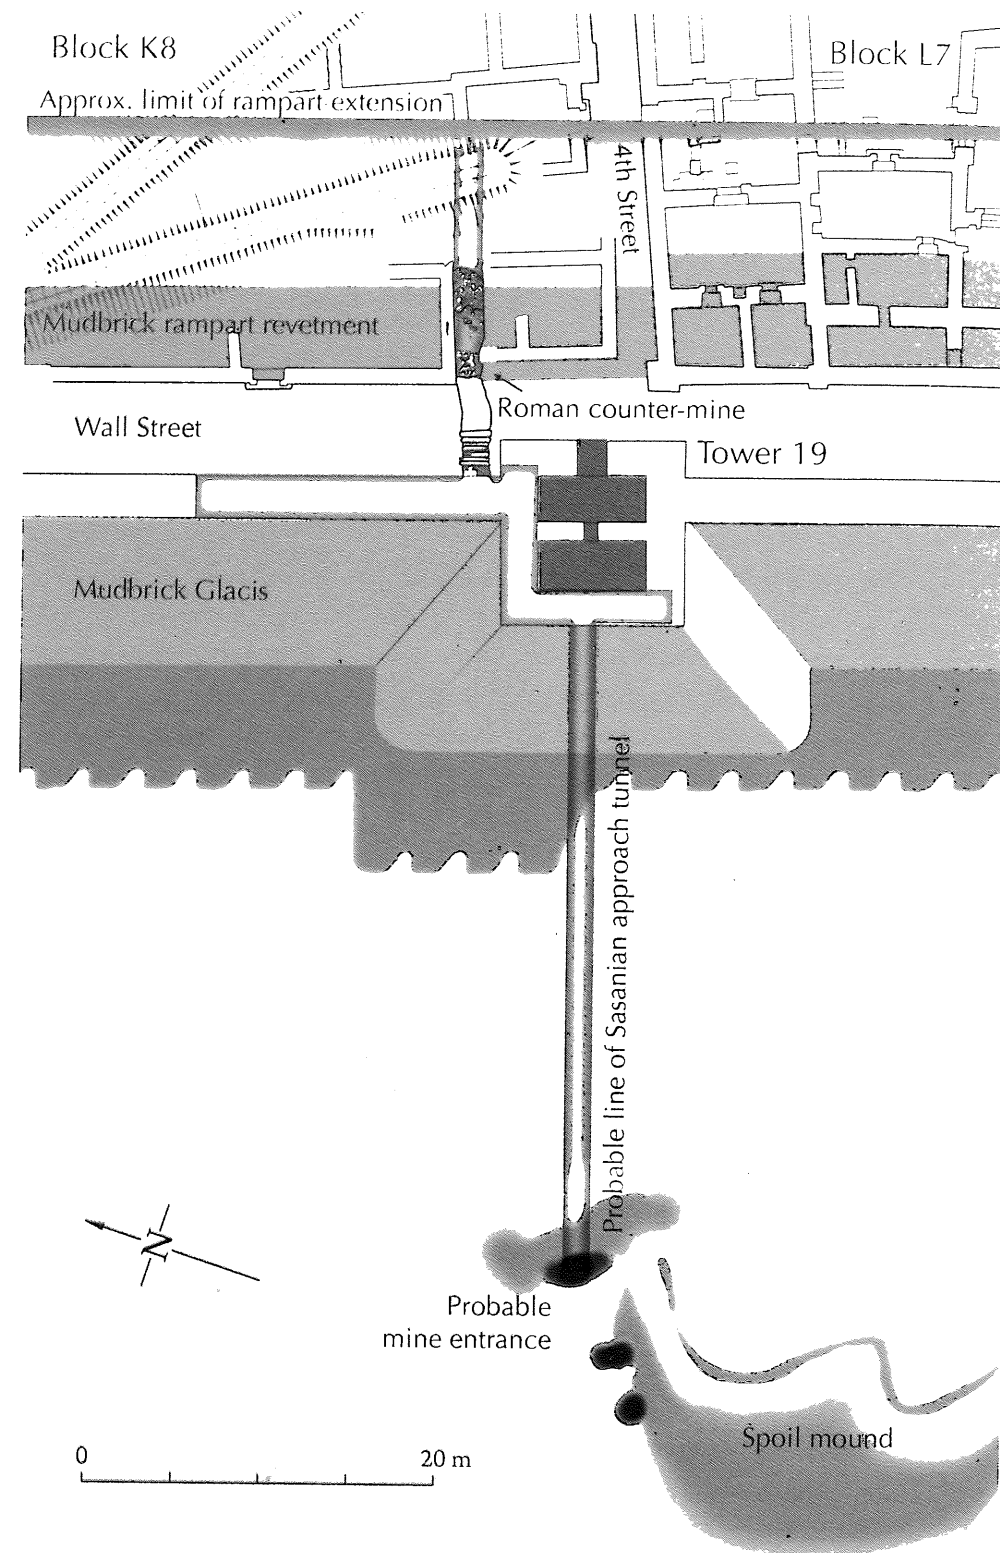 Block K8
Block L7
Approx. limit of rampart extension
4th Street
Mudbrick rampart revetment
Roman counter-mine
Wall Street
Tower 19
Mudbrick Glacis
Probable line of Sasanian approach tunnel
N
Probable
mine entrance
Spoil mound
0
20 m